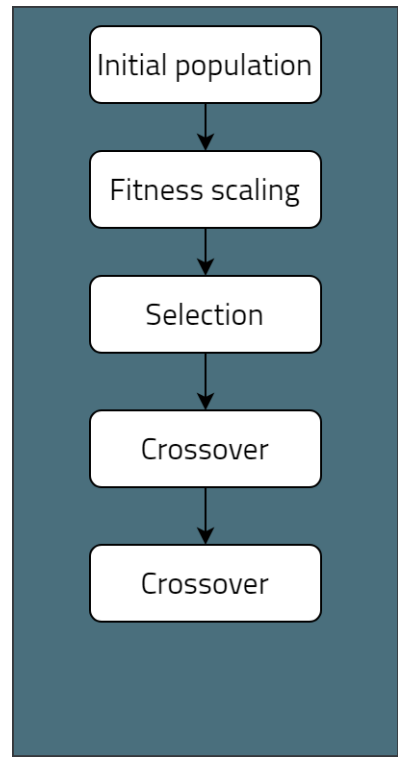 Initial population
Fitness scaling
Selection
Crossover
Crossover